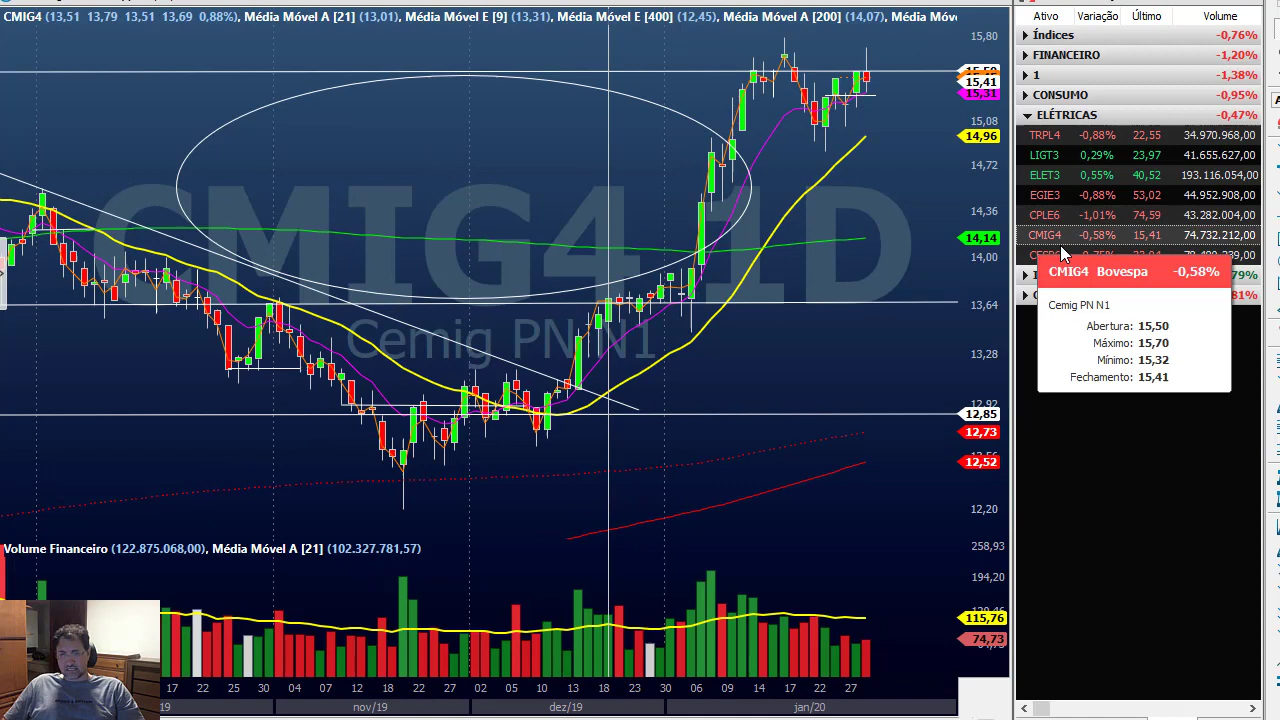 CMIG4 (13,51 13,79 13,51 13,69 0,88%), Média Móvel A [21] (13,01), Média Móvel E [9] (13,31), Média Móvel E [400] (12,45), Média Móvel A [200] (14,07), Média Móv
15,80
15,50
15,41
15,31
15,08
14,96
14,72
14,36
14,14
14,00
13,64
13,28
12,92
12,85
12,73
12,52
12,20
CMIG4 1D
Cemig PN N1
Volume Financeiro (122.875.068,00), Média Móvel A [21] (102.327.781,57)
258,93
194,20
129,46
115,76
74,73
17 22 25 30 04 07 12 19 22 27 02 05 10 13 18 23 30 06 09 14 17 22 27
19 nov/19 dez/19 jan/20
Ativo Variação Último Volume
Índices -0,76%
FINANCEIRO -1,20%
1 -1,38%
CONSUMO -0,95%
ELÉTRICAS -0,47%
TRPL4 -0,88% 22,55 34.970.968,00
LIGT3 0,29% 23,97 41.655.627,00
ELET3 0,55% 40,52 193.116.054,00
EGIE3 -0,88% 53,02 44.952.908,00
CPLE6 -1,01% 74,59 43.282.004,00
CMIG4 -0,58% 15,41 74.732.212,00
CMIG4 Bovespa -0,58%
Cemig PN N1
Abertura: 15,50
Máximo: 15,70
Mínimo: 15,32
Fechamento: 15,41